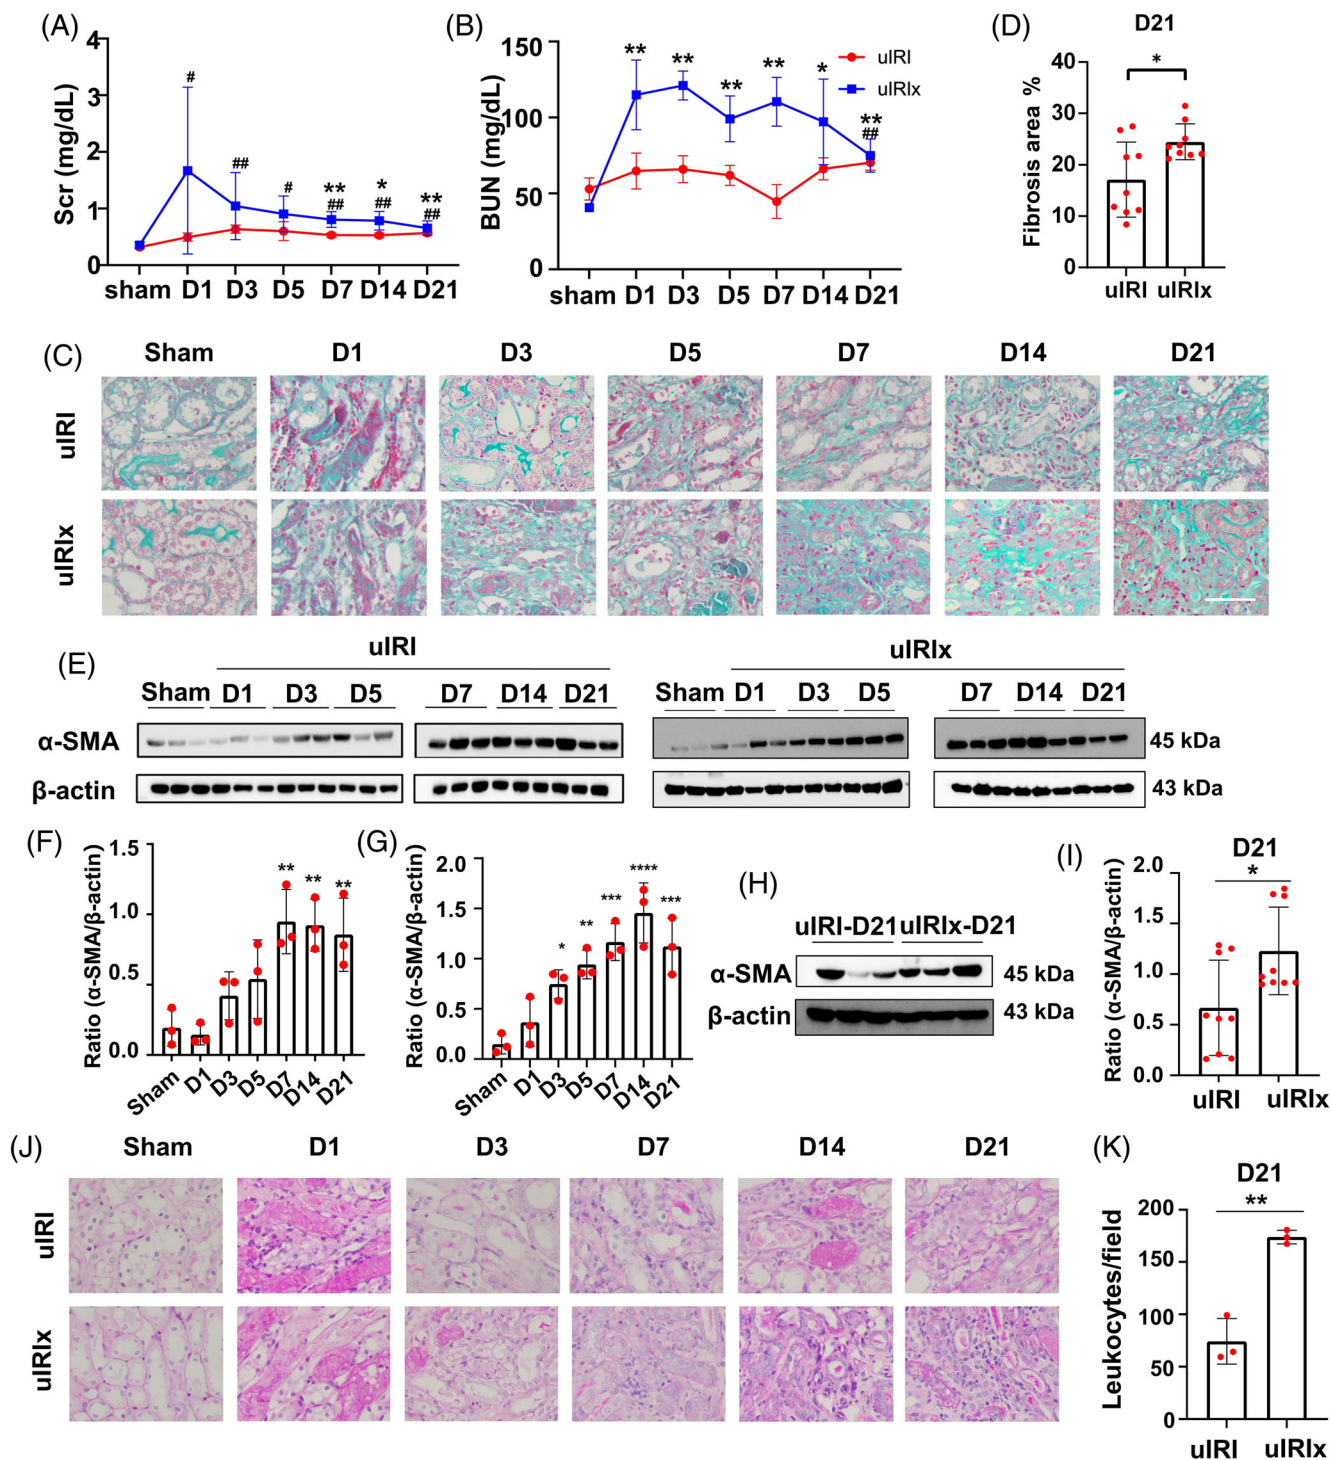 (A)
4
3
2
1
0
Scr (mg/dL)
#
##
#
**
##
*
##
**
##
sham D1 D3 D5 D7 D14 D21
(B)
150
100
50
0
BUN (mg/dL)
**
**
**
**
*
**
##
uIRI
uIRIx
sham D1 D3 D5 D7 D14 D21
(D)
D21
*
40
30
20
10
0
Fibrosis area %
uIRI uIRIx
(C)
Sham D1 D3 D5 D7 D14 D21
uIRI
uIRIx
(E)
uIRI
uIRIx
Sham D1 D3 D5 D7 D14 D21
Sham D1 D3 D5 D7 D14 D21
α-SMA
45 kDa
β-actin
43 kDa
(F)
1.5
1.0
0.5
0.0
Ratio (α-SMA/β-actin)
** ** **
Sham D1 D3 D5 D7 D14 D21
(G)
2.0
1.5
1.0
0.5
0.0
Ratio (α-SMA/β-actin)
* ** *** **** ***
Sham D1 D3 D5 D7 D14 D21
(H)
uIRI-D21 uIRIx-D21
α-SMA 45 kDa
β-actin 43 kDa
(I)
D21
*
2.0
1.5
1.0
0.5
0.0
Ratio (α-SMA/β-actin)
uIRI uIRIx
(J)
Sham D1 D3 D7 D14 D21
uIRI
uIRIx
(K)
D21
**
200
150
100
50
0
Leukocytes/field
uIRI uIRIx